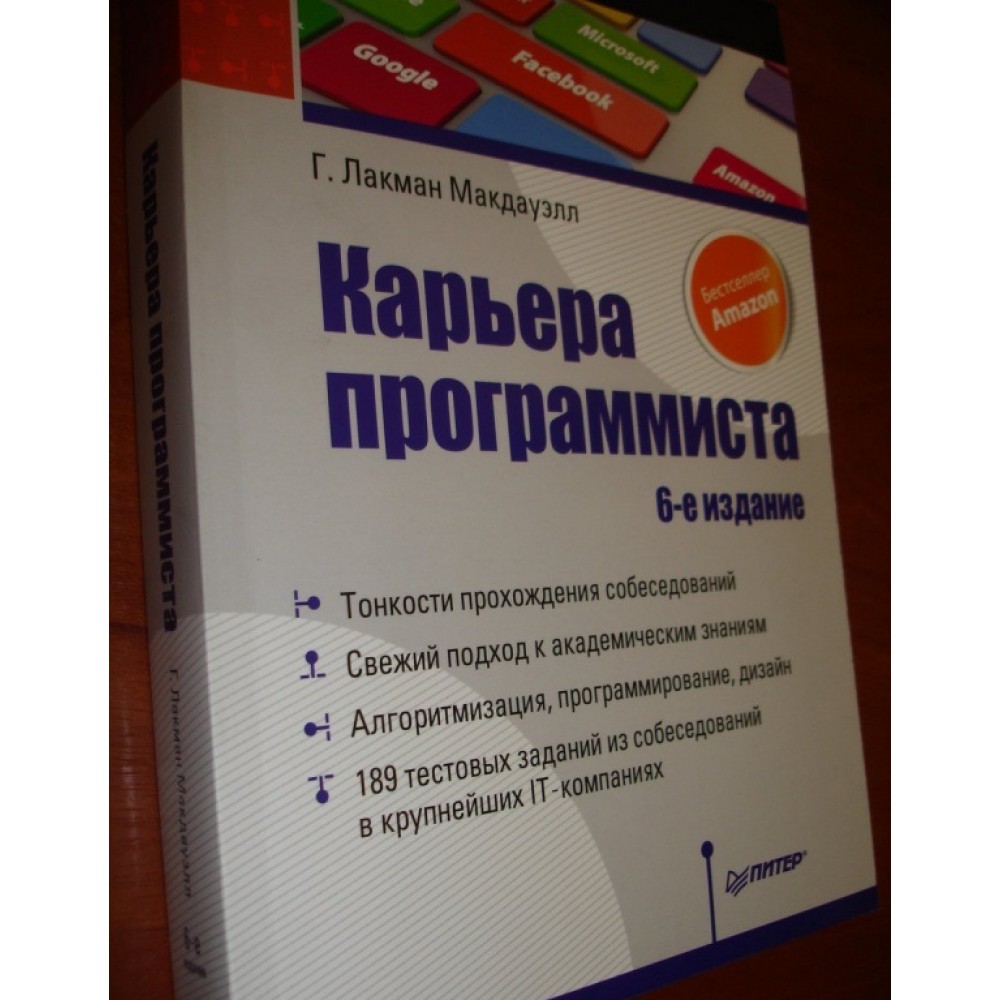 Google
Facebook
Microsoft
Amazon
Г. Лакман Макдауэлл
Бестселлер
Amazon
Карьера
программиста
6-е издание
Тонкости прохождения собеседований
Свежий подход к академическим знаниям
Алгоритмизация, программирование, дизайн
189 тестовых заданий из собеседований
в крупнейших IT-компаниях
ПИТЕР®
Карьера программиста
Г. Лакман Макдауэлл